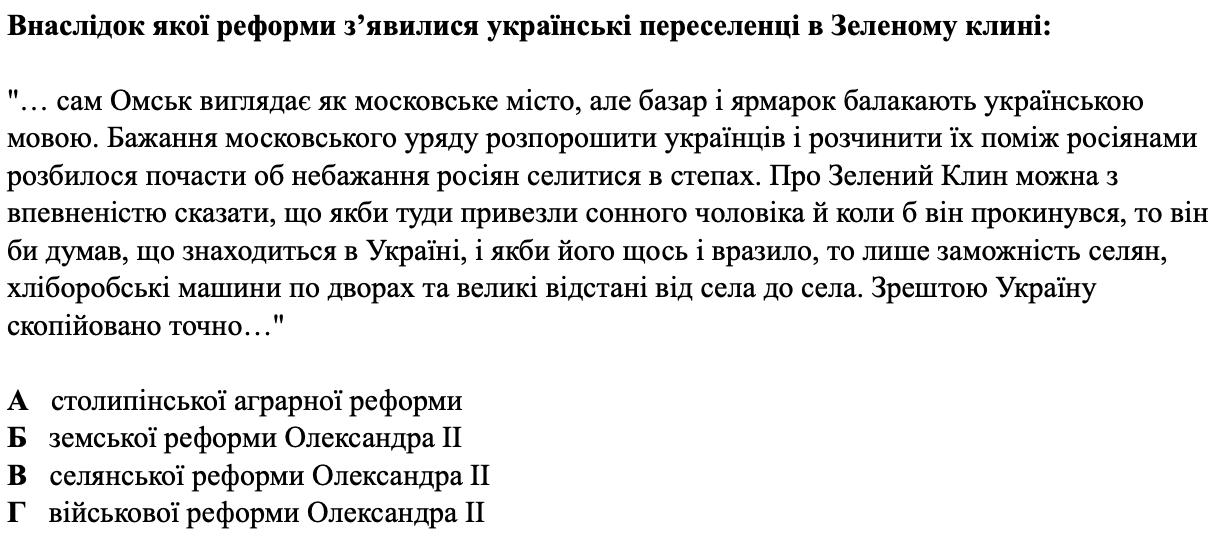 Внаслідок якої реформи з’явилися українські переселенці в Зеленому клині:
"… сам Омськ виглядає як московське місто, але базар і ярмарок балакають українською
мовою. Бажання московського уряду розпорошити українців і розчинити їх поміж росіянами
розбилося почасти об небажання росіян селитися в степах. Про Зелений Клин можна з
впевненістю сказати, що якби туди привезли сонного чоловіка й коли б він прокинувся, то він
би думав, що знаходиться в Україні, і якби його щось і вразило, то лише заможність селян,
хліборобські машини по дворах та великі відстані від села до села. Зрештою Україну
скопійовано точно…"
А столипінської аграрної реформи
Б земської реформи Олександра ІІ
В селянської реформи Олександра ІІ
Г військової реформи Олександра ІІ